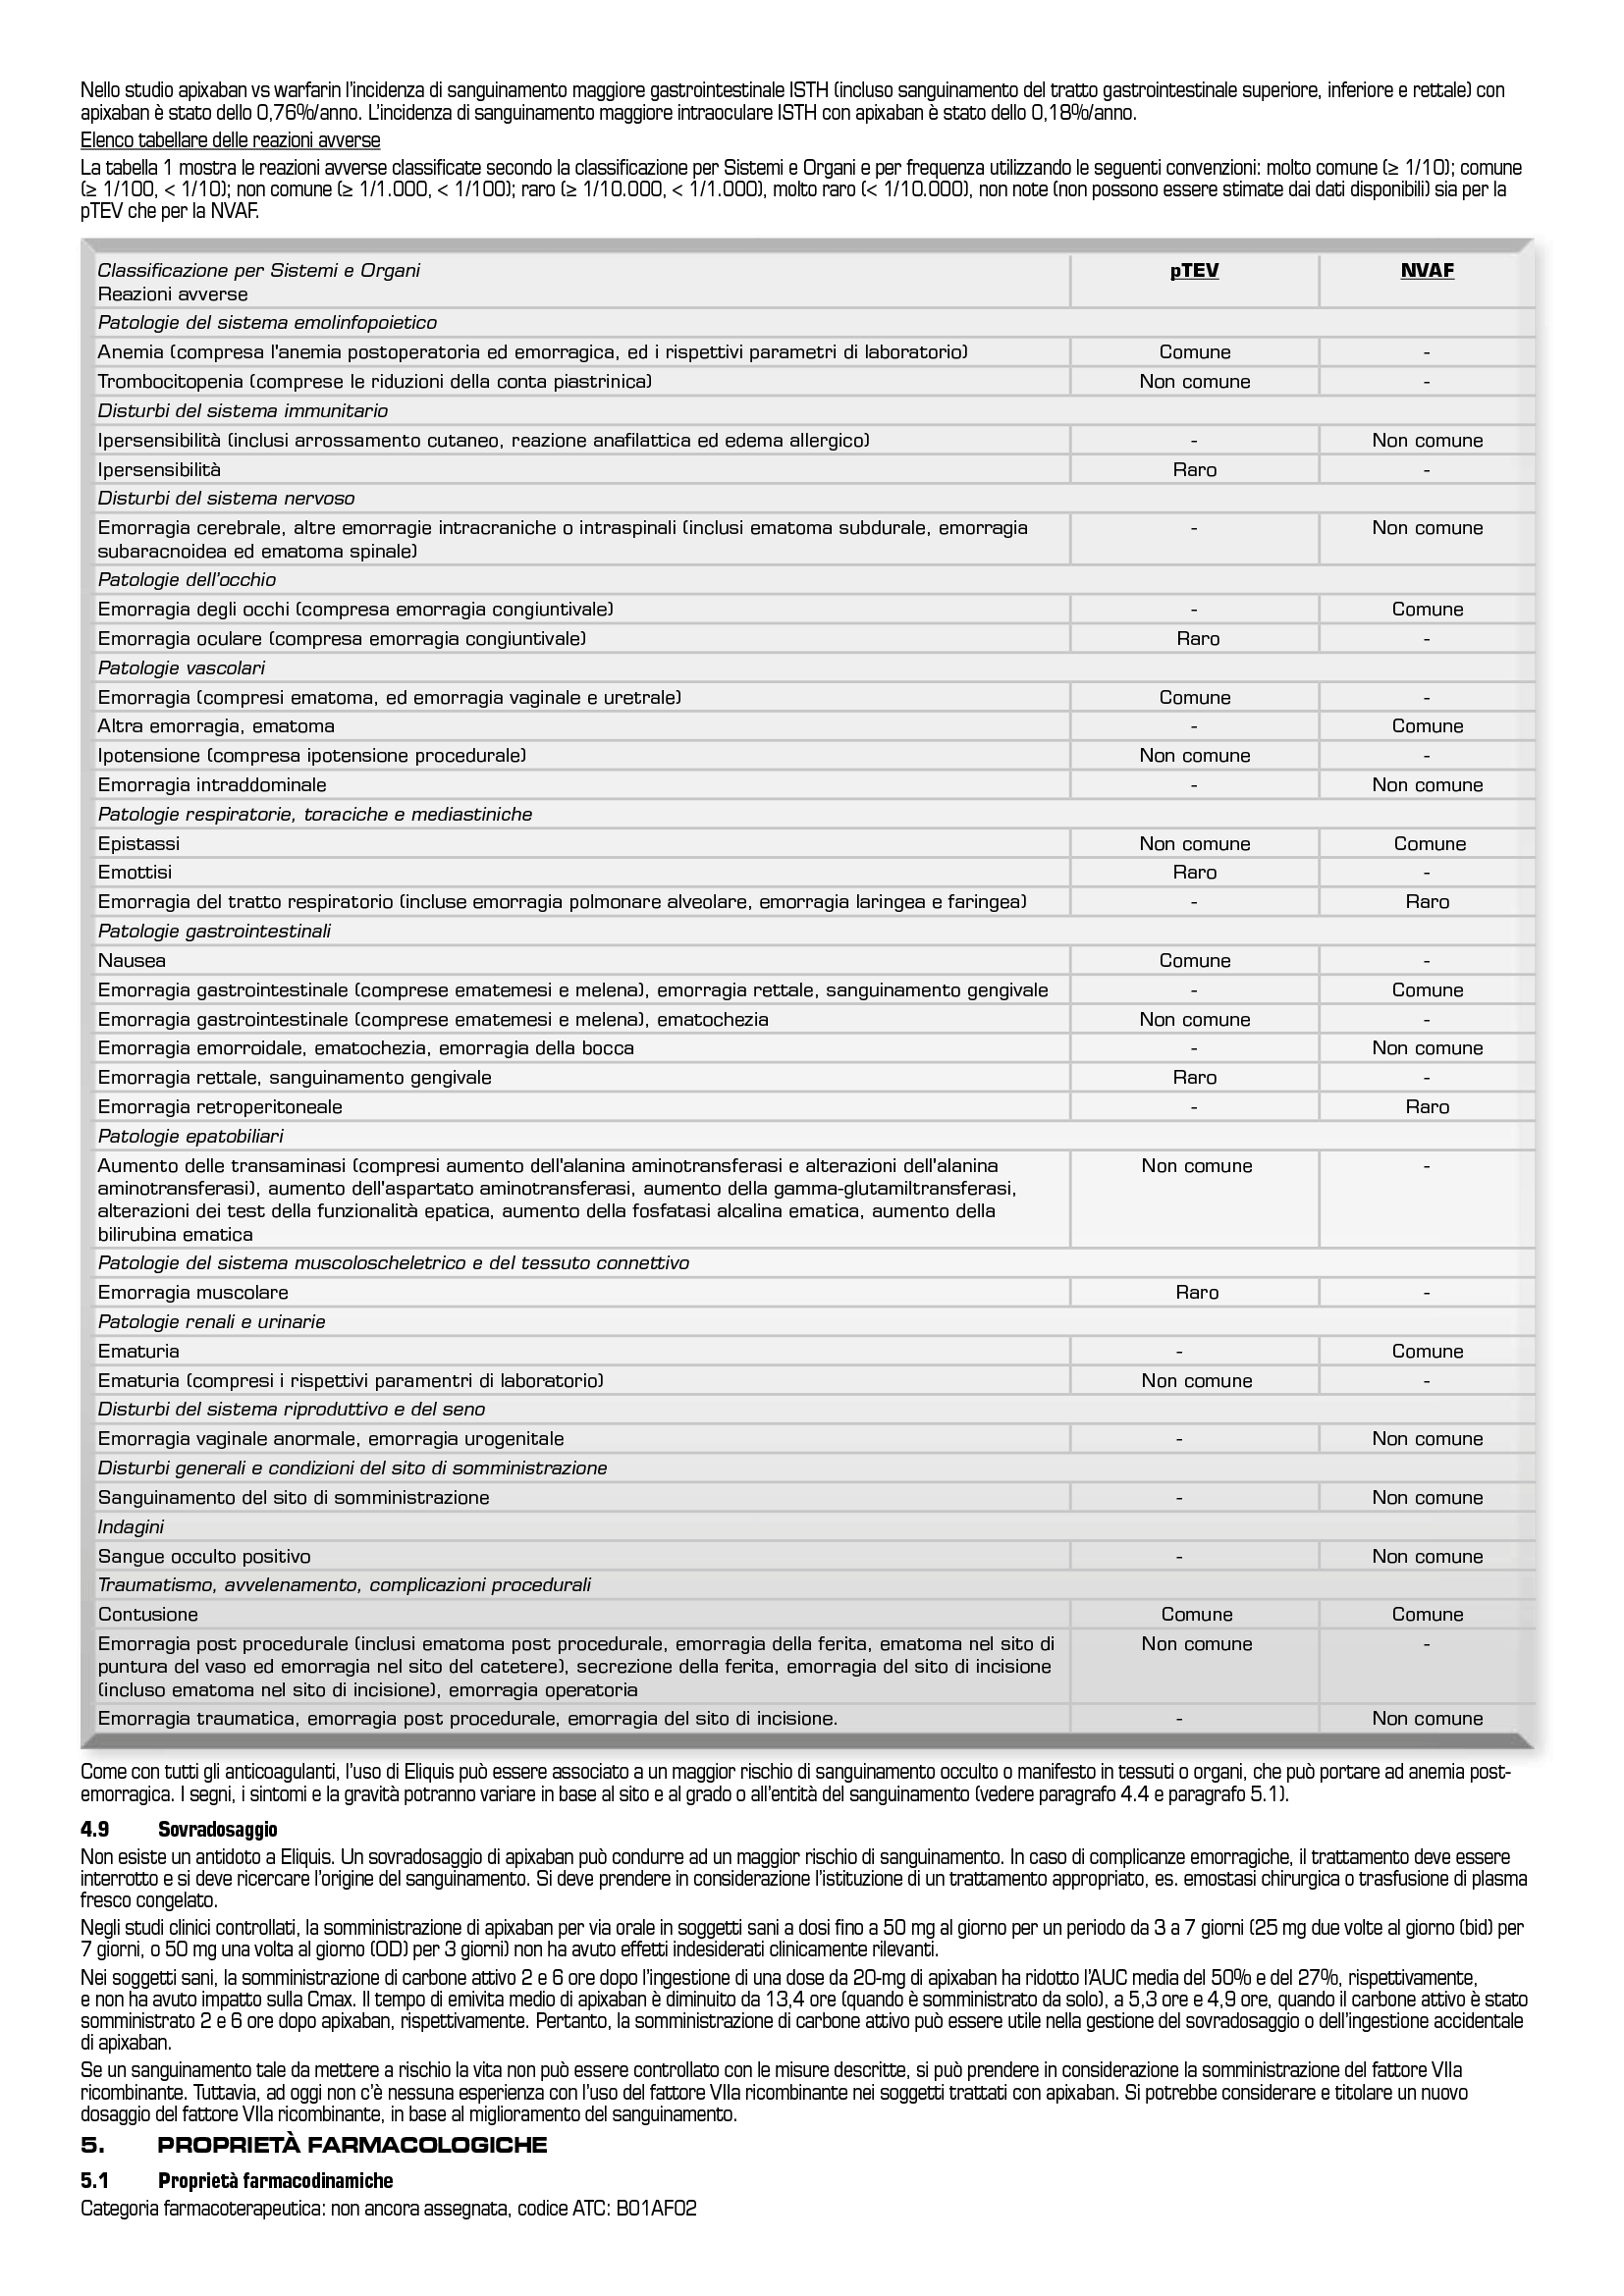 Nello studio apixaban vs warfarin l'incidenza di sanguinamento maggiore gastrointestinale ISTH (incluso sanguinamento del tratto gastrointestinale superiore, inferiore e rettale) con
apixaban è stato dello 0,76%/anno. L'incidenza di sanguinamento maggiore intraoculare ISTH con apixaban è stato dello 0,18%/anno.
Elenco tabellare delle reazioni avverse
La tabella 1 mostra le reazioni avverse classificate secondo la classificazione per Sistemi e Organi e per frequenza utilizzando le seguenti convenzioni: molto comune (≥ 1/10); comune
(≥ 1/100, < 1/10); non comune (≥ 1/1.000, < 1/100); raro (≥ 1/10.000, < 1/1.000), molto raro (< 1/10.000), non note (non possono essere stimate dai dati disponibili) sia per la
pTEV che per la NVAF.
Classificazione per Sistemi e Organi pTEV NVAF
Reazioni avverse
Patologie del sistema emolinfopoietico
Anemia (compresa l'anemia postoperatoria ed emorragica, ed i rispettivi parametri di laboratorio) Comune -
Trombocitopenia (comprese le riduzioni della conta piastrinica) Non comune -
Disturbi del sistema immunitario
Ipersensibilità (inclusi arrossamento cutaneo, reazione anafilattica ed edema allergico) - Non comune
Ipersensibilità Raro -
Disturbi del sistema nervoso
Emorragia cerebrale, altre emorragie intracraniche o intraspinali (inclusi ematoma subdurale, emorragia - Non comune
subaracnoidea ed ematoma spinale)
Patologie dell'occhio
Emorragia degli occhi (compresa emorragia congiuntivale) - Comune
Emorragia oculare (compresa emorragia congiuntivale) Raro -
Patologie vascolari
Emorragia (compresi ematoma, ed emorragia vaginale e uretrale) Comune -
Altra emorragia, ematoma - Comune
Ipotensione (compresa ipotensione procedurale) Non comune -
Emorragia intraddominale - Non comune
Patologie respiratorie, toraciche e mediastiniche
Epistassi Non comune Comune
Emottisi Raro -
Emorragia del tratto respiratorio (incluse emorragia polmonare alveolare, emorragia laringea e faringea) - Raro
Patologie gastrointestinali
Nausea Comune -
Emorragia gastrointestinale (comprese ematemesi e melena), emorragia rettale, sanguinamento gengivale - Comune
Emorragia gastrointestinale (comprese ematemesi e melena), ematochezia Non comune -
Emorragia emorroidale, ematochezia, emorragia della bocca - Non comune
Emorragia rettale, sanguinamento gengivale Raro -
Emorragia retroperitoneale - Raro
Patologie epatobiliari
Aumento delle transaminasi (compresi aumento dell'alanina aminotransferasi e alterazioni dell'alanina Non comune -
aminotransferasi), aumento dell'aspartato aminotransferasi, aumento della gamma-glutamiltransferasi,
alterazioni dei test della funzionalità epatica, aumento della fosfatasi alcalina ematica, aumento della
bilirubina ematica
Patologie del sistema muscoloscheletrico e del tessuto connettivo
Emorragia muscolare Raro -
Patologie renali e urinarie
Ematuria - Comune
Ematuria (compresi i rispettivi paramentri di laboratorio) Non comune -
Disturbi del sistema riproduttivo e del seno
Emorragia vaginale anormale, emorragia urogenitale - Non comune
Disturbi generali e condizioni del sito di somministrazione
Sanguinamento del sito di somministrazione - Non comune
Indagini
Sangue occulto positivo - Non comune
Traumatismo, avvelenamento, complicazioni procedurali
Contusione Comune Comune
Emorragia post procedurale (inclusi ematoma post procedurale, emorragia della ferita, ematoma nel sito di Non comune -
puntura del vaso ed emorragia nel sito del catetere), secrezione della ferita, emorragia del sito di incisione
(incluso ematoma nel sito di incisione), emorragia operatoria
Emorragia traumatica, emorragia post procedurale, emorragia del sito di incisione. - Non comune
Come con tutti gli anticoagulanti, l'uso di Eliquis può essere associato a un maggior rischio di sanguinamento occulto o manifesto in tessuti o organi, che può portare ad anemia post-
emorragica. I segni, i sintomi e la gravità potranno variare in base al sito e al grado o all'entità del sanguinamento (vedere paragrafo 4.4 e paragrafo 5.1).
4.9 Sovradosaggio
Non esiste un antidoto a Eliquis. Un sovradosaggio di apixaban può condurre ad un maggior rischio di sanguinamento. In caso di complicanze emorragiche, il trattamento deve essere
interrotto e si deve ricercare l'origine del sanguinamento. Si deve prendere in considerazione l'istituzione di un trattamento appropriato, es. emostasi chirurgica o trasfusione di plasma
fresco congelato.
Negli studi clinici controllati, la somministrazione di apixaban per via orale in soggetti sani a dosi fino a 50 mg al giorno per un periodo da 3 a 7 giorni (25 mg due volte al giorno (bid) per
7 giorni, o 50 mg una volta al giorno (OD) per 3 giorni) non ha avuto effetti indesiderati clinicamente rilevanti.
Nei soggetti sani, la somministrazione di carbone attivo 2 e 6 ore dopo l'ingestione di una dose da 20-mg di apixaban ha ridotto l'AUC media del 50% e del 27%, rispettivamente,
e non ha avuto impatto sulla Cmax. Il tempo di emivita medio di apixaban è diminuito da 13,4 ore (quando è somministrato da solo), a 5,3 ore e 4,9 ore, quando il carbone attivo è stato
somministrato 2 e 6 ore dopo apixaban, rispettivamente. Pertanto, la somministrazione di carbone attivo può essere utile nella gestione del sovradosaggio o dell'ingestione accidentale
di apixaban.
Se un sanguinamento tale da mettere a rischio la vita non può essere controllato con le misure descritte, si può prendere in considerazione la somministrazione del fattore VIIa
ricombinante. Tuttavia, ad oggi non c'è nessuna esperienza con l'uso del fattore VIIa ricombinante nei soggetti trattati con apixaban. Si potrebbe considerare e titolare un nuovo
dosaggio del fattore VIIa ricombinante, in base al miglioramento del sanguinamento.
5. PROPRIETÀ FARMACOLOGICHE
5.1 Proprietà farmacodinamiche
Categoria farmacoterapeutica: non ancora assegnata, codice ATC: B01AF02